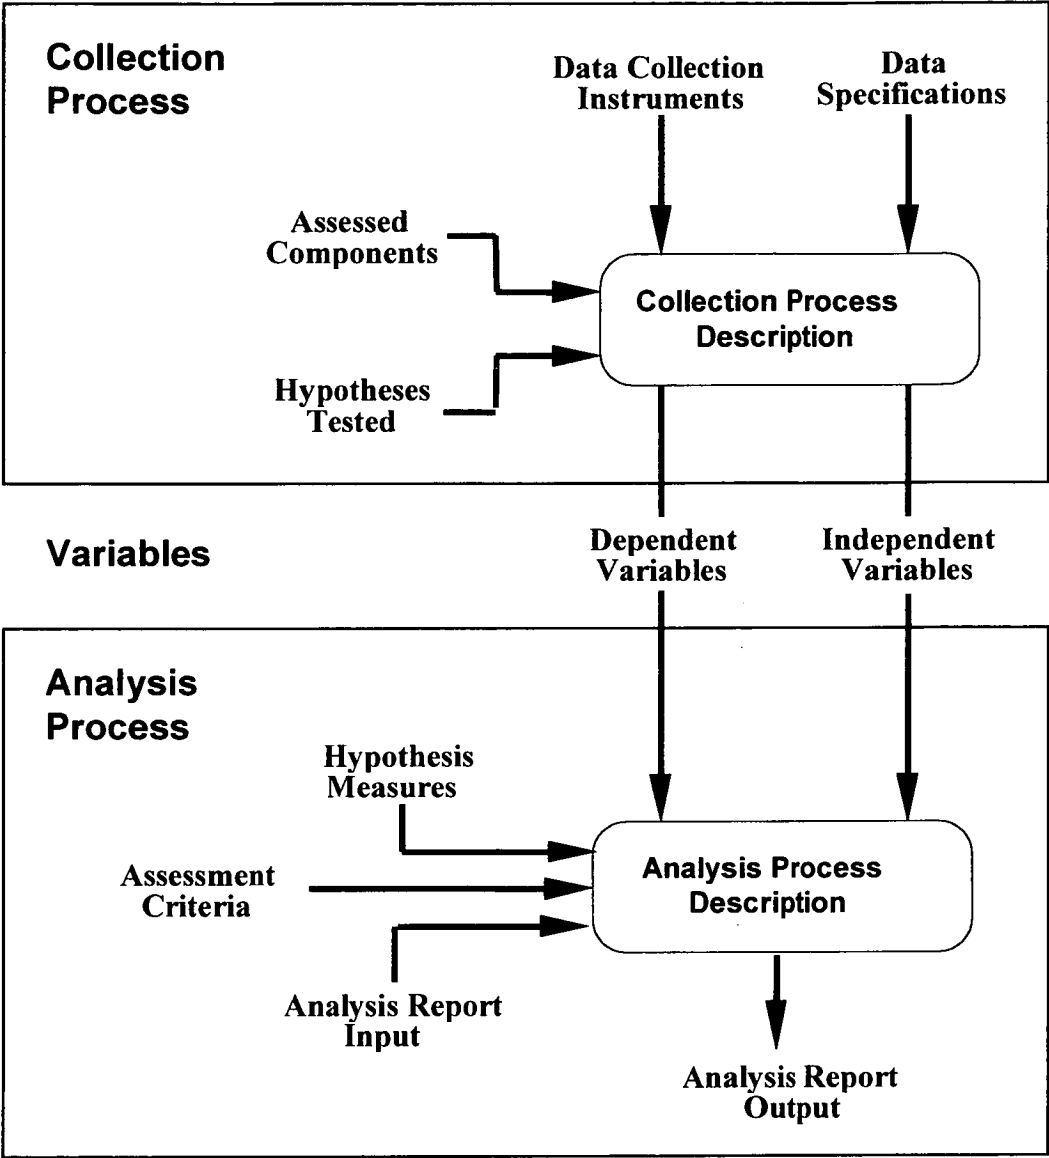 Collection
Process
Data Collection
Instruments
Data
Specifications
Assessed
Components
Collection Process
Description
Hypotheses
Tested
Variables
Dependent
Variables
Independent
Variables
Analysis
Process
Hypothesis
Measures
Assessment
Criteria
Analysis Process
Description
Analysis Report
Input
Analysis Report
Output